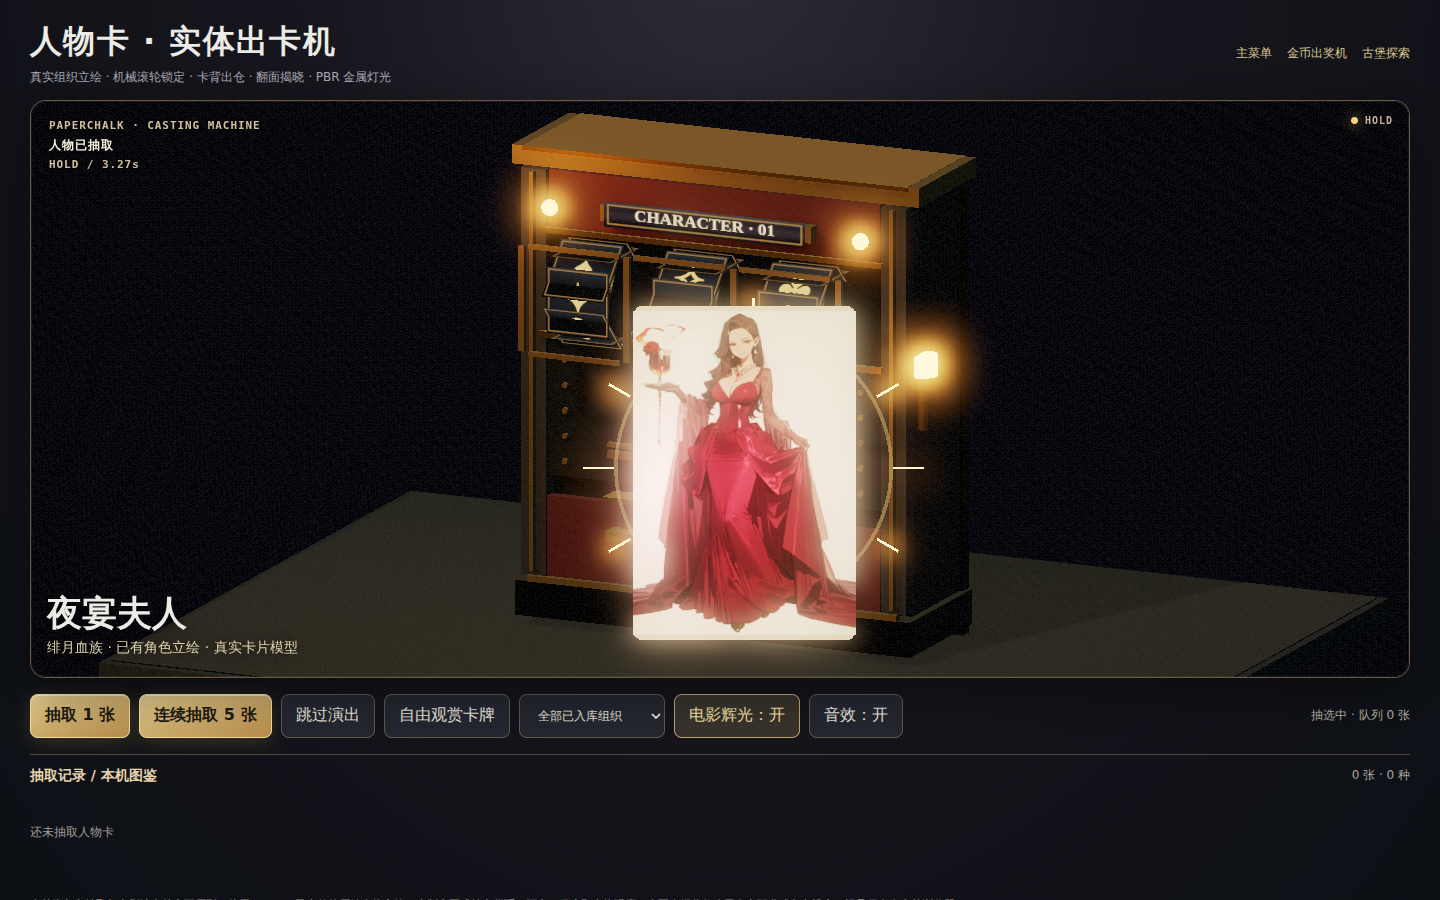 人物卡 · 实体出卡机
真实组织立绘 · 机械滚轮锁定 · 卡背出仓 · 翻面揭晓 · PBR 金属灯光
主菜单 金币出奖机 古堡探索
PAPERCHALK · CASTING MACHINE
人物已抽取
HOLD / 3.27s
HOLD
CHARACTER · 01
夜宴夫人
绯月血族 · 已有角色立绘 · 真实卡片模型
抽取 1 张 连续抽取 5 张 跳过演出 自由观赏卡牌 全部已入库组织 电影辉光：开 音效：开 抽选中 · 队列 0 张
抽取记录 / 本机图鉴 0 张 · 0 种
还未抽取人物卡